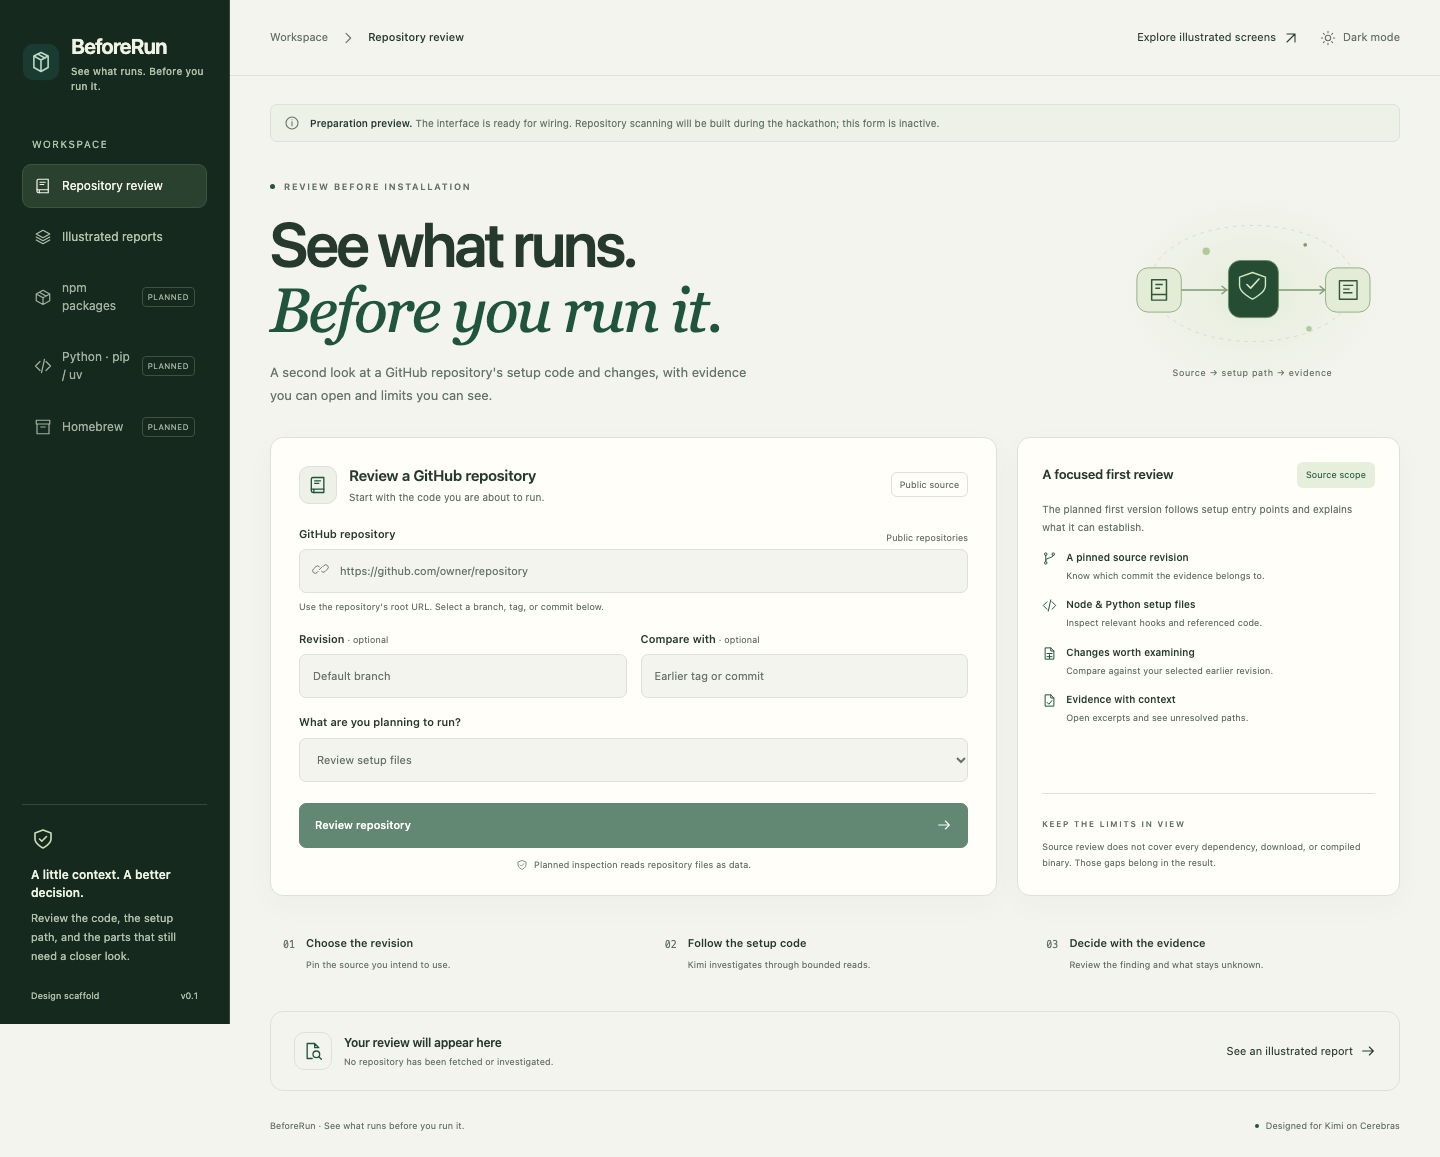 BeforeRun
See what runs. Before you
run it.
WORKSPACE
Repository review
Illustrated reports
npm
packages
PLANNED
Python · pip
/ uv
PLANNED
Homebrew
PLANNED
A little context. A better
decision.
Review the code, the setup
path, and the parts that still
need a closer look.
Design scaffold
v0.1
Workspace
Repository review
Explore illustrated screens
Dark mode
Preparation preview. The interface is ready for wiring. Repository scanning will be built during the hackathon; this form is inactive.
REVIEW BEFORE INSTALLATION
See what runs.
Before you run it.
A second look at a GitHub repository's setup code and changes, with evidence
you can open and limits you can see.
Source → setup path → evidence
Review a GitHub repository
Start with the code you are about to run.
Public source
GitHub repository
Public repositories
https://github.com/owner/repository
Use the repository's root URL. Select a branch, tag, or commit below.
Revision · optional
Compare with · optional
Default branch
Earlier tag or commit
What are you planning to run?
Review setup files
Review repository
Planned inspection reads repository files as data.
A focused first review
Source scope
The planned first version follows setup entry points and explains
what it can establish.
A pinned source revision
Know which commit the evidence belongs to.
Node & Python setup files
Inspect relevant hooks and referenced code.
Changes worth examining
Compare against your selected earlier revision.
Evidence with context
Open excerpts and see unresolved paths.
KEEP THE LIMITS IN VIEW
Source review does not cover every dependency, download, or compiled
binary. Those gaps belong in the result.
01 Choose the revision
Pin the source you intend to use.
02 Follow the setup code
Kimi investigates through bounded reads.
03 Decide with the evidence
Review the finding and what stays unknown.
Your review will appear here
No repository has been fetched or investigated.
See an illustrated report
BeforeRun · See what runs before you run it.
Designed for Kimi on Cerebras